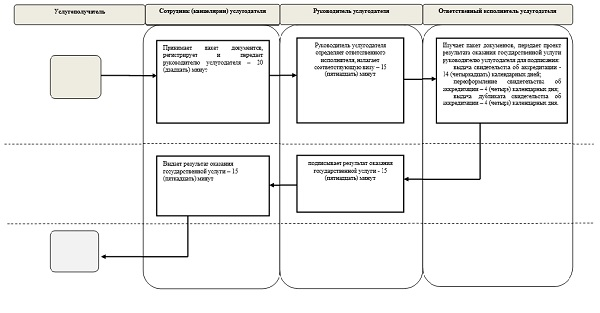 Услугополучатель
Сотрудник (канцелярии) услугодателя
Руководитель услугодателя
Ответственный исполнитель услугодателя
Принимает пакет документов,
регистрирует и передает
руководителю услугодателя – 20
(двадцать) минут
Руководитель услугодателя
определяет ответственного
исполнителя, налагает
соответствующую визу – 15
(пятнадцать) минут
Изучает пакет документов, передает проект
результата оказания государственной услуги
руководителю услугодателя для подписания:
выдача свидетельства об аккредитации -
14 (четырнадцать) календарных дней;
переоформление свидетельства об
аккредитации – 4 (четыре) календарных дня;
выдача дубликата свидетельства об
аккредитации – 4 (четыре) календарных дня.
Выдает результат оказания
государственной услуги – 15
(пятнадцать) минут
подписывает результат оказания
государственной услуги - 15
(пятнадцать) минут